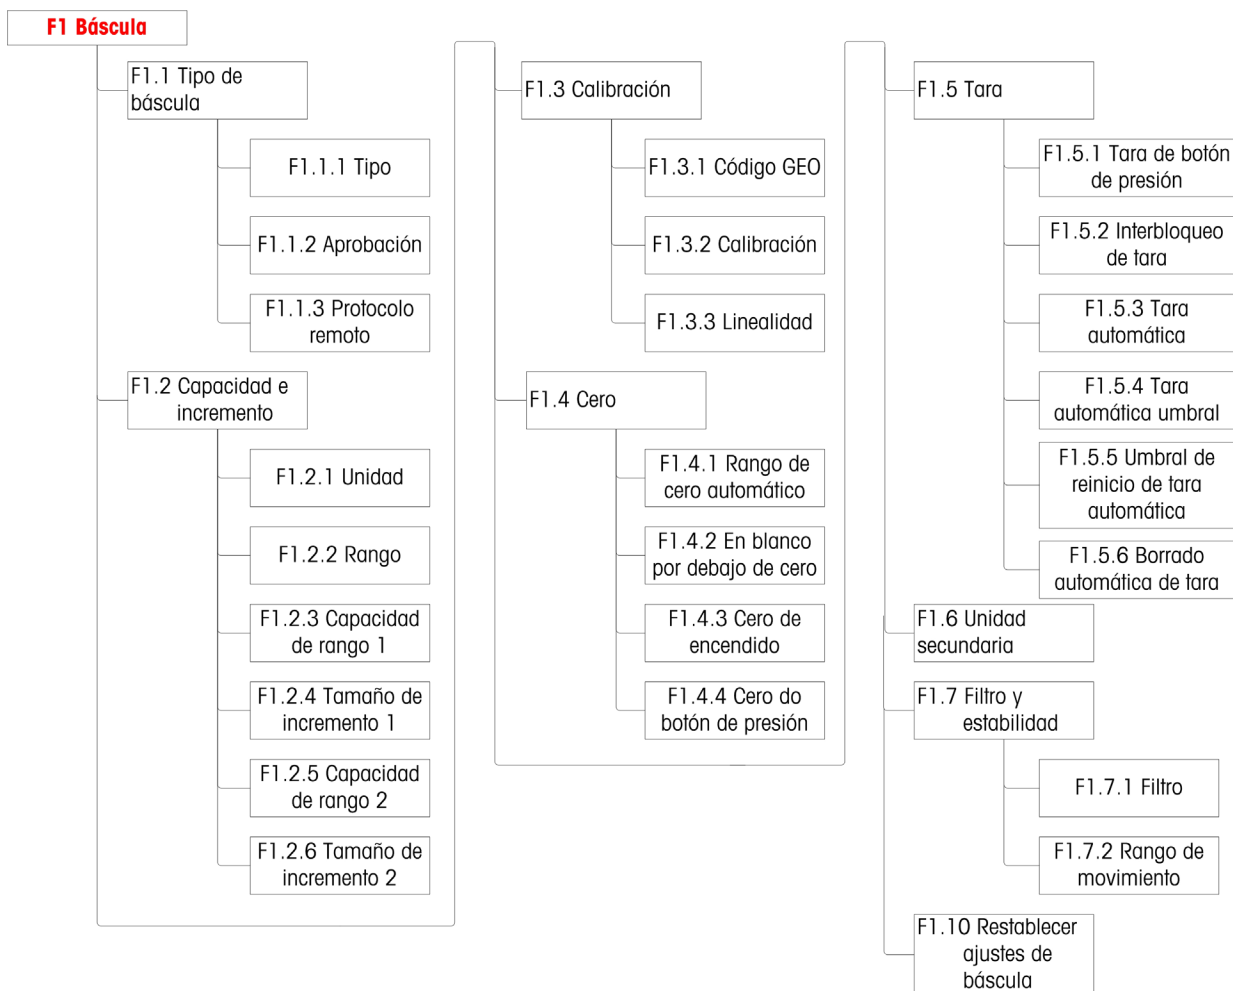 F1 Báscula
F1.1 Tipo de
báscula
F1.1.1 Tipo
F1.1.2 Aprobación
F1.1.3 Protocolo
remoto
F1.2 Capacidad e
incremento
F1.2.1 Unidad
F1.2.2 Rango
F1.2.3 Capacidad
de rango 1
F1.2.4 Tamaño de
incremento 1
F1.2.5 Capacidad
de rango 2
F1.2.6 Tamaño de
incremento 2
F1.3 Calibración
F1.3.1 Código GEO
F1.3.2 Calibración
F1.3.3 Linealidad
F1.4 Cero
F1.4.1 Rango de
cero automático
F1.4.2 En blanco
por debajo de cero
F1.4.3 Cero de
encendido
F1.4.4 Cero do
botón de presión
F1.5 Tara
F1.5.1 Tara de botón
de presión
F1.5.2 Interbloqueo
de tara
F1.5.3 Tara
automática
F1.5.4 Tara
automática umbral
F1.5.5 Umbral de
reinicio de tara
automática
F1.5.6 Borrado
automática de tara
F1.6 Unidad
secundaria
F1.7 Filtro y
estabilidad
F1.7.1 Filtro
F1.7.2 Rango de
movimiento
F1.10 Restablecer
ajustes de
báscula